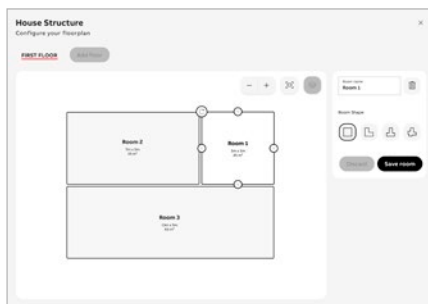 House Structure
Configure your floorplan
FIRST FLOOR
Add floor
Room name
Room 1
Room Shape
Discard
Save room
Room 2
Room 1
Room 3